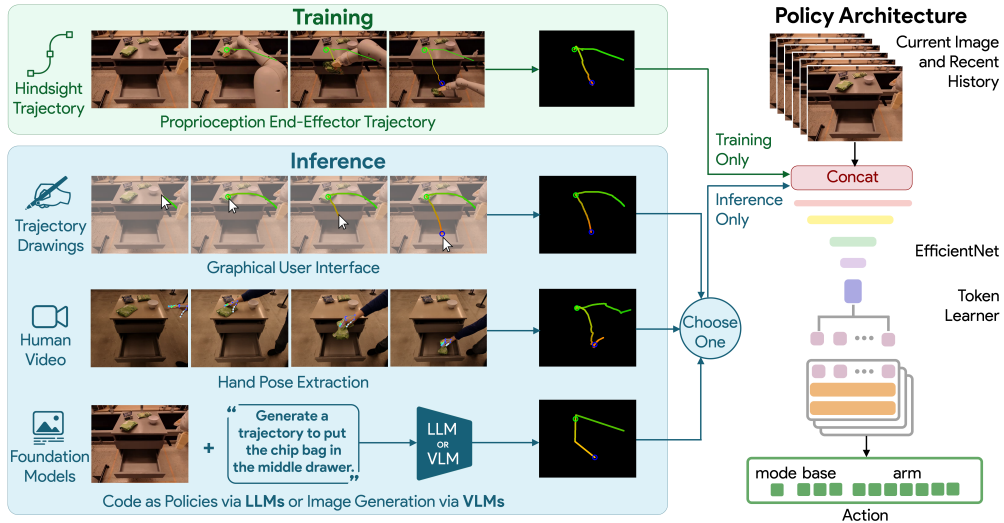 Training
Hindsight
Trajectory
Proprioception End-Effector Trajectory
Inference
Trajectory
Drawings
Graphical User Interface
Human
Video
Hand Pose Extraction
Foundation
Models
+
“ Generate a
trajectory to put
the chip bag in
the middle drawer. ”
LLM
OR
VLM
Code as Policies via LLMs or Image Generation via VLMs
Choose
One
Training
Only
Inference
Only
Policy Architecture
Current Image
and Recent
History
Concat
EfficientNet
Token
Learner
mode base arm
Action